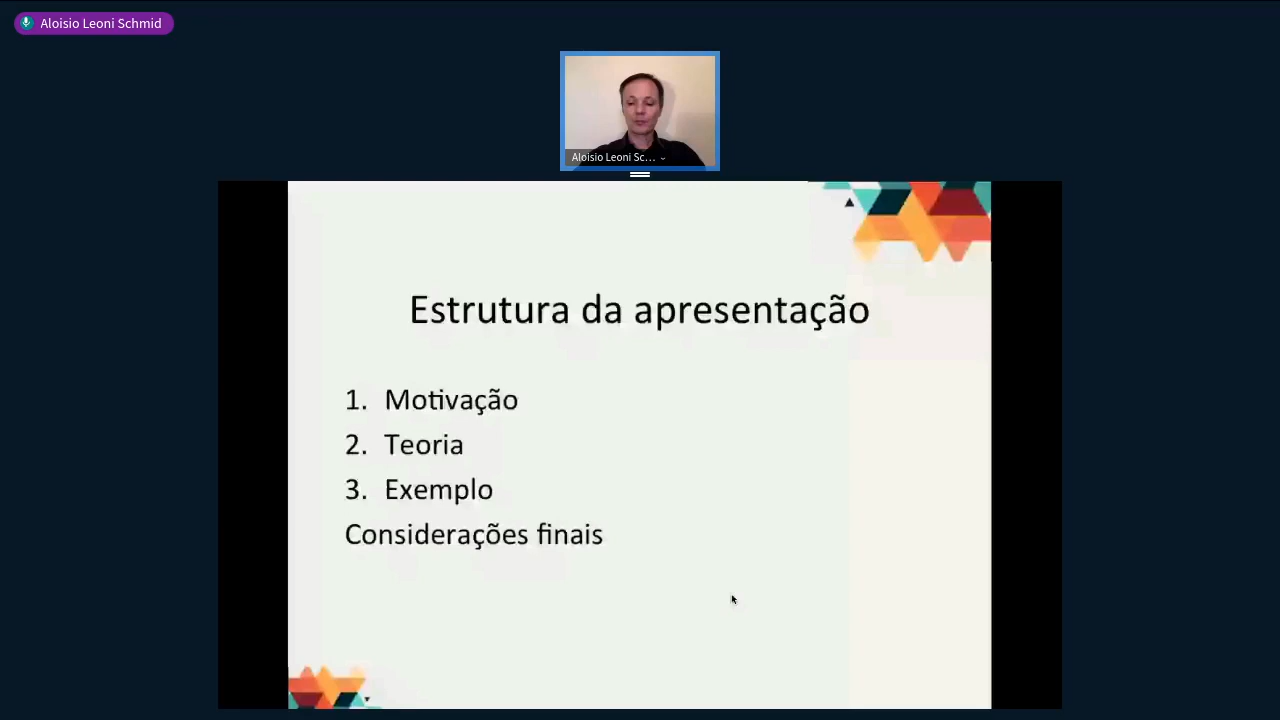 Aloisio Leoni Schmid
Aloisio Leoni Sc...
Estrutura da apresentação
1. Motivação
2. Teoria
3. Exemplo
Considerações finais